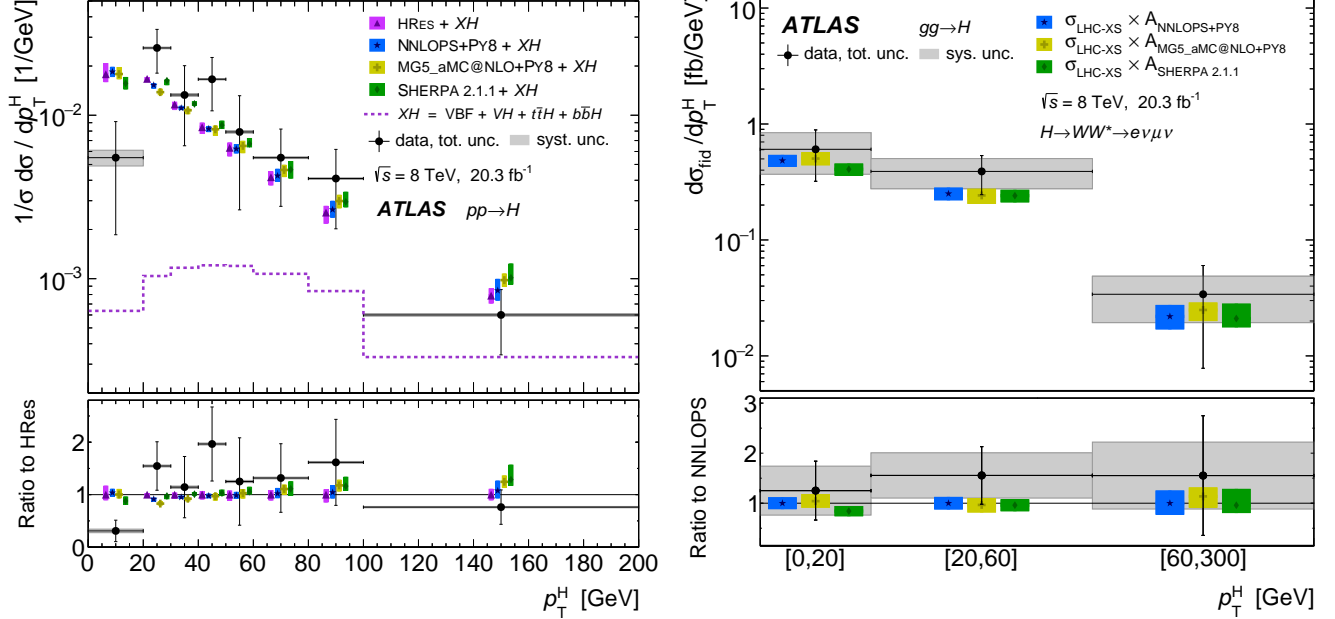 1/σ dσ / dp_T^H [1/GeV]
10⁻²
10⁻³
HRES + XH
NNLOPS+PY8 + XH
MG5_aMC@NLO+PY8 + XH
SHERPA 2.1.1 + XH
XH = VBF + VH + tt̄H + bb̄H
data, tot. unc. syst. unc.
√s = 8 TeV, 20.3 fb⁻¹
ATLAS pp→H
Ratio to HRes
2
1
0
0 20 40 60 80 100 120 140 160 180 200
p_T^H [GeV]
dσ_fid/dp_T^H [fb/GeV]
10
1
10⁻¹
10⁻²
ATLAS gg→H
data, tot. unc. sys. unc.
σ_LHC-XS × A_NNLOPS+PY8
σ_LHC-XS × A_MG5_aMC@NLO+PY8
σ_LHC-XS × A_SHERPA 2.1.1
√s = 8 TeV, 20.3 fb⁻¹
H→WW*→eνμν
Ratio to NNLOPS
3
2
1
[0,20] [20,60] [60,300]
p_T^H [GeV]